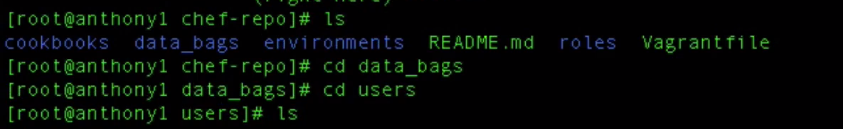 [root@anthony1 chef-repo]# ls
cookbooks data_bags environments README.md roles Vagrantfile
[root@anthony1 chef-repo]# cd data_bags
[root@anthony1 data_bags]# cd users
[root@anthony1 users]# ls